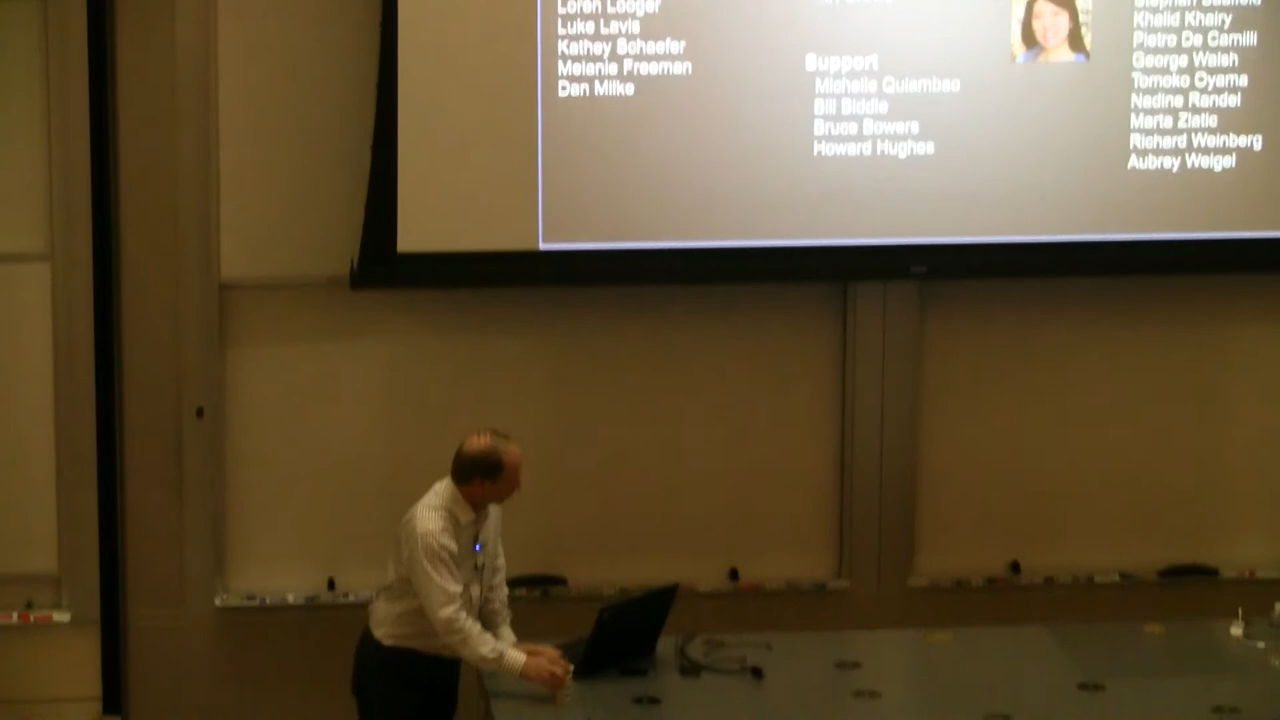 Loren Looger
Luke Lavis
Kathey Schaefer
Melanie Freeman
Dan Milke
Support
Michelle Quiambao
Bill Biddle
Bruce Bowers
Howard Hughes
Khalid Khairy
Pietro De Camilli
George Walsh
Tomoko Oyama
Nadine Randel
Marta Zlatic
Richard Weinberg
Aubrey Weigel